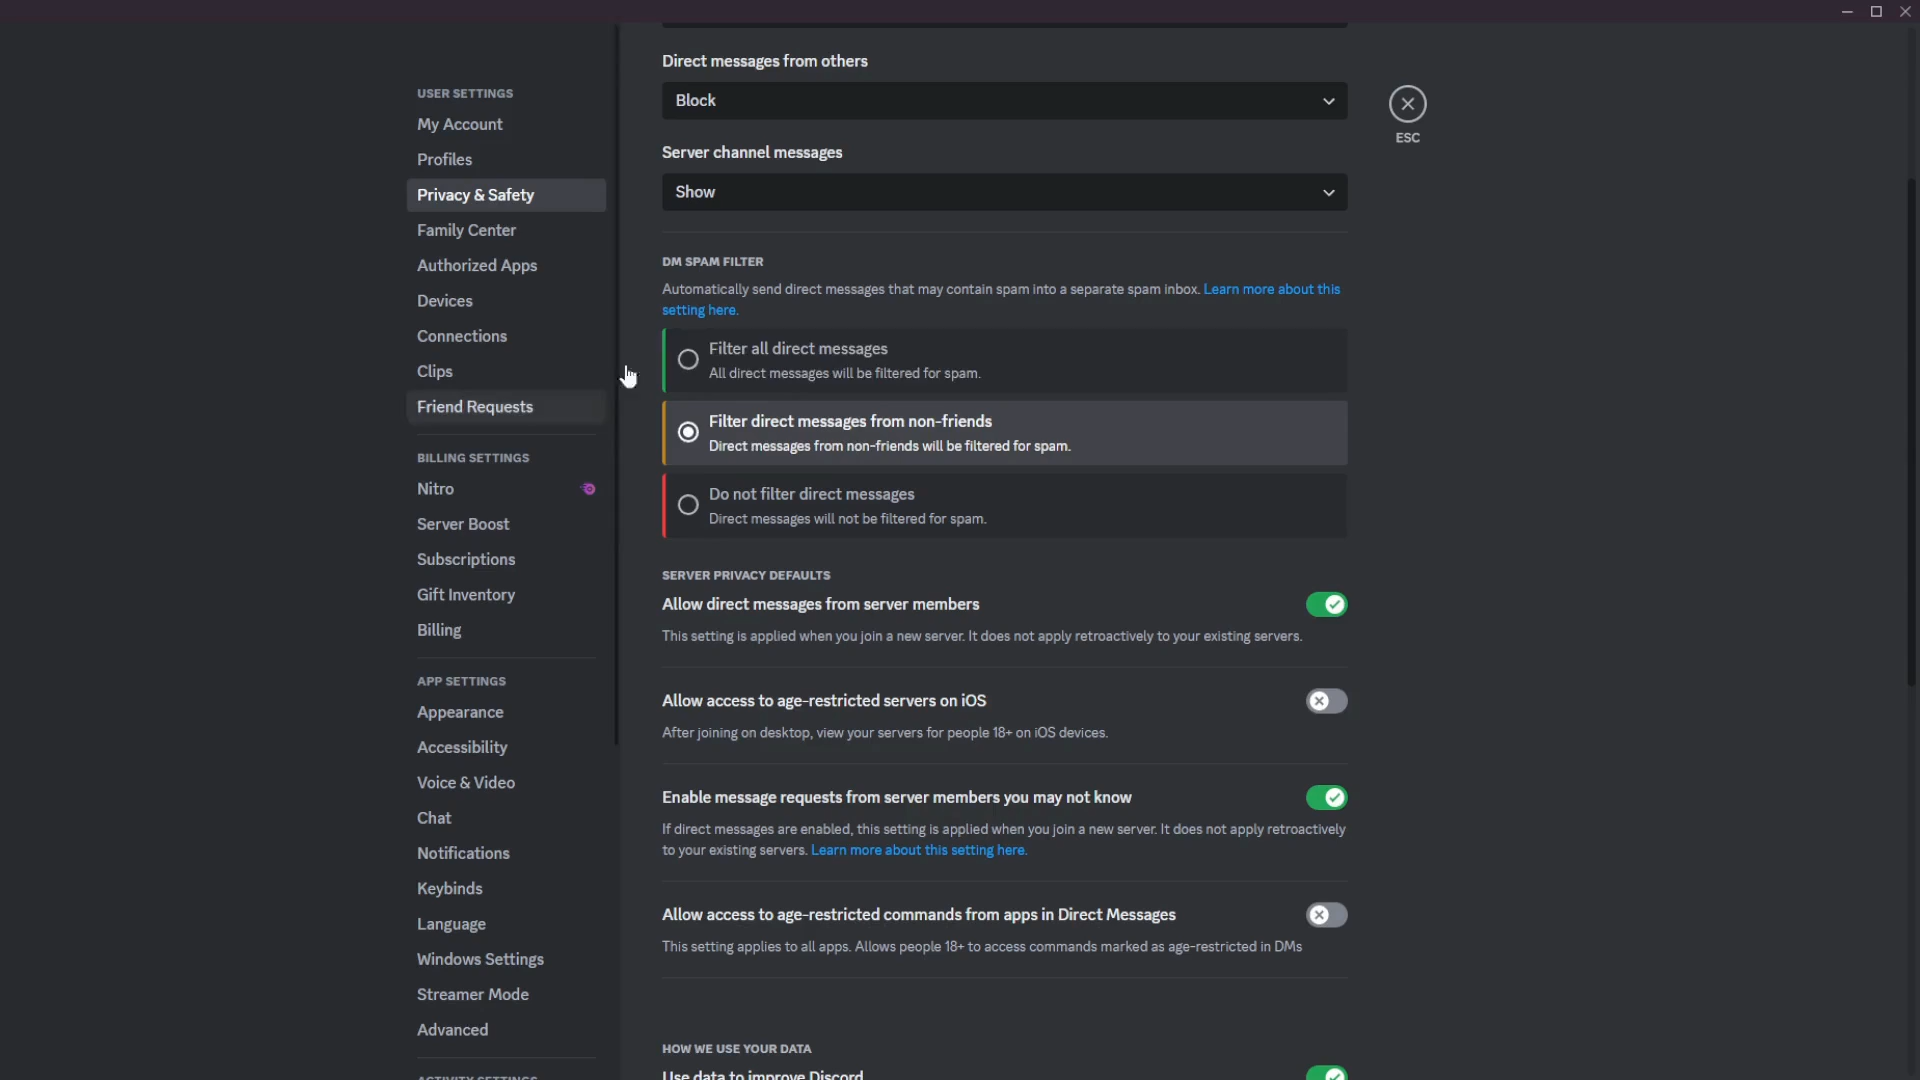 USER SETTINGS
My Account
Profiles
Privacy & Safety
Family Center
Authorized Apps
Devices
Connections
Clips
Friend Requests
BILLING SETTINGS
Nitro
Server Boost
Subscriptions
Gift Inventory
Billing
APP SETTINGS
Appearance
Accessibility
Voice & Video
Chat
Notifications
Keybinds
Language
Windows Settings
Streamer Mode
Advanced
ACTIVITY SETTINGS
Direct messages from others
Block
Server channel messages
Show
DM SPAM FILTER
Automatically send direct messages that may contain spam into a separate spam inbox. Learn more about this
setting here.
Filter all direct messages
All direct messages will be filtered for spam.
Filter direct messages from non-friends
Direct messages from non-friends will be filtered for spam.
Do not filter direct messages
Direct messages will not be filtered for spam.
SERVER PRIVACY DEFAULTS
Allow direct messages from server members
This setting is applied when you join a new server. It does not apply retroactively to your existing servers.
Allow access to age-restricted servers on iOS
After joining on desktop, view your servers for people 18+ on iOS devices.
Enable message requests from server members you may not know
If direct messages are enabled, this setting is applied when you join a new server. It does not apply retroactively
to your existing servers. Learn more about this setting here.
Allow access to age-restricted commands from apps in Direct Messages
This setting applies to all apps. Allows people 18+ to access commands marked as age-restricted in DMs
HOW WE USE YOUR DATA
Use data to improve Discord
ESC